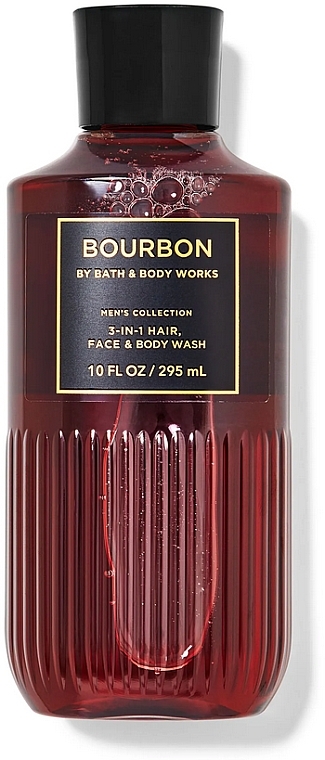 BOURBON
BY BATH & BODY WORKS
MEN'S COLLECTION
3-IN-1 HAIR,
FACE & BODY WASH
10 FL OZ / 295 mL